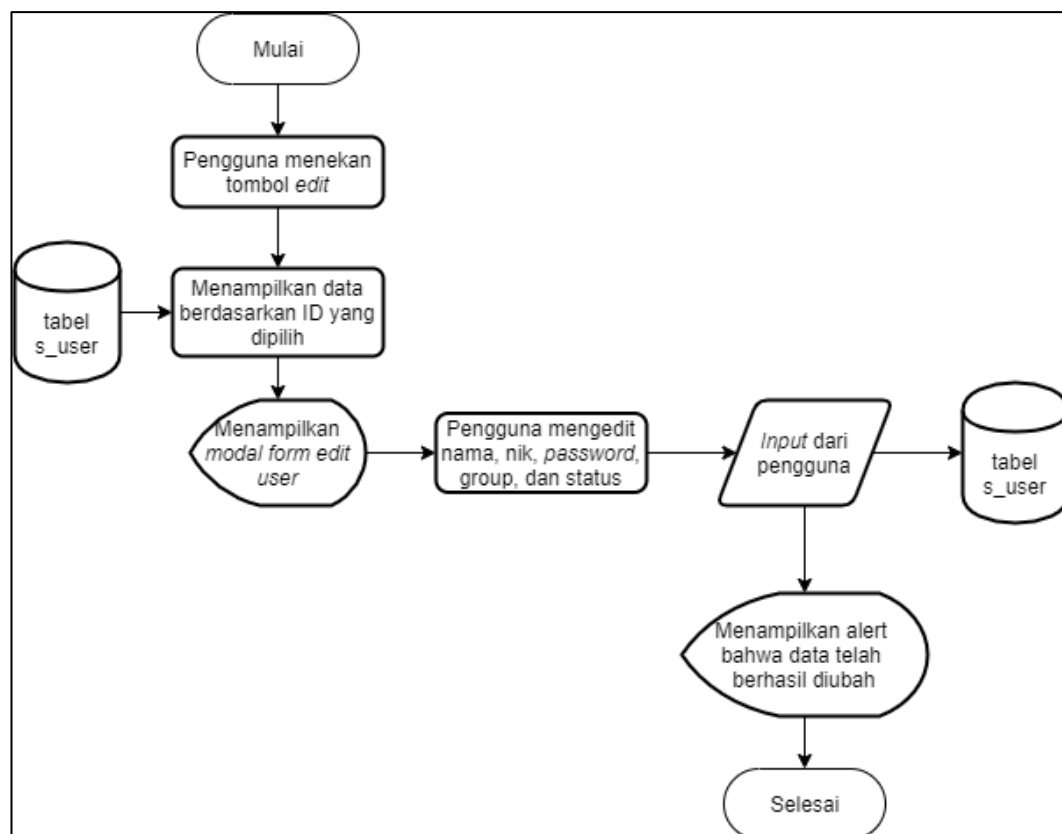 Mulai
Pengguna menekan
tombol edit
Menampilkan data
berdasarkan ID yang
dipilih
tabel
s_user
Menampilkan
modal form edit
user
Pengguna mengedit
nama, nik, password,
group, dan status
Input dari
pengguna
tabel
s_user
Menampilkan alert
bahwa data telah
berhasil diubah
Selesai